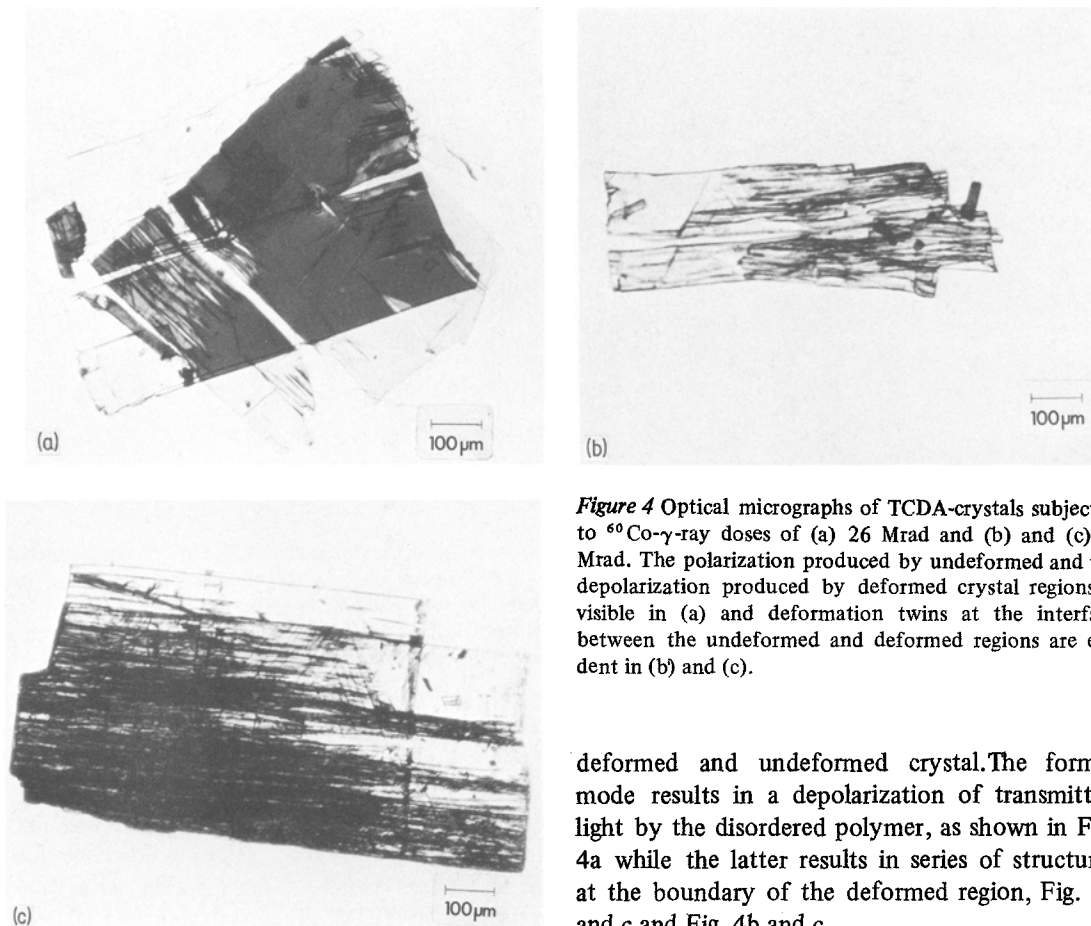 (a)
100 μm
(b)
100 μm
Figure 4 Optical micrographs of TCDA-crystals subject
to ⁶⁰Co-γ-ray doses of (a) 26 Mrad and (b) and (c)
Mrad. The polarization produced by undeformed and
depolarization produced by deformed crystal regions
visible in (a) and deformation twins at the interf
between the undeformed and deformed regions are e
dent in (b) and (c).
deformed and undeformed crystal.The form
mode results in a depolarization of transmitt
light by the disordered polymer, as shown in F
4a while the latter results in series of structur
at the boundary of the deformed region, Fig.
and c and Fig. 4b and c
(c)
100 μm